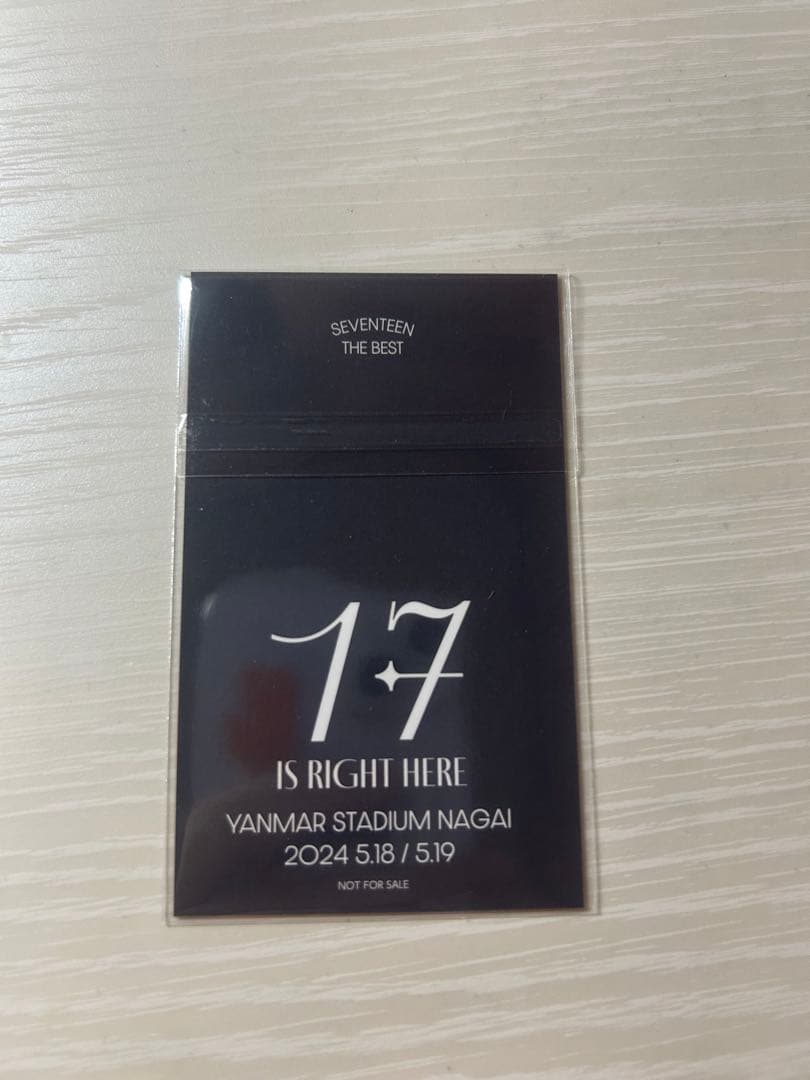 SEVENTEEN
THE BEST
17
IS RIGHT HERE
YANMAR STADIUM NAGAI
2024 5.18 / 5.19
NOT FOR SALE